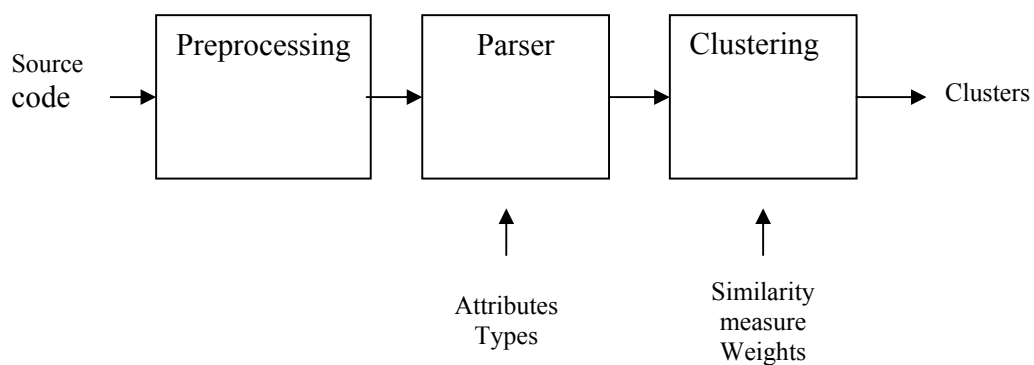 Preprocessing
Parser
Clustering
Source
code
Clusters
Attributes
Types
Similarity
measure
Weights